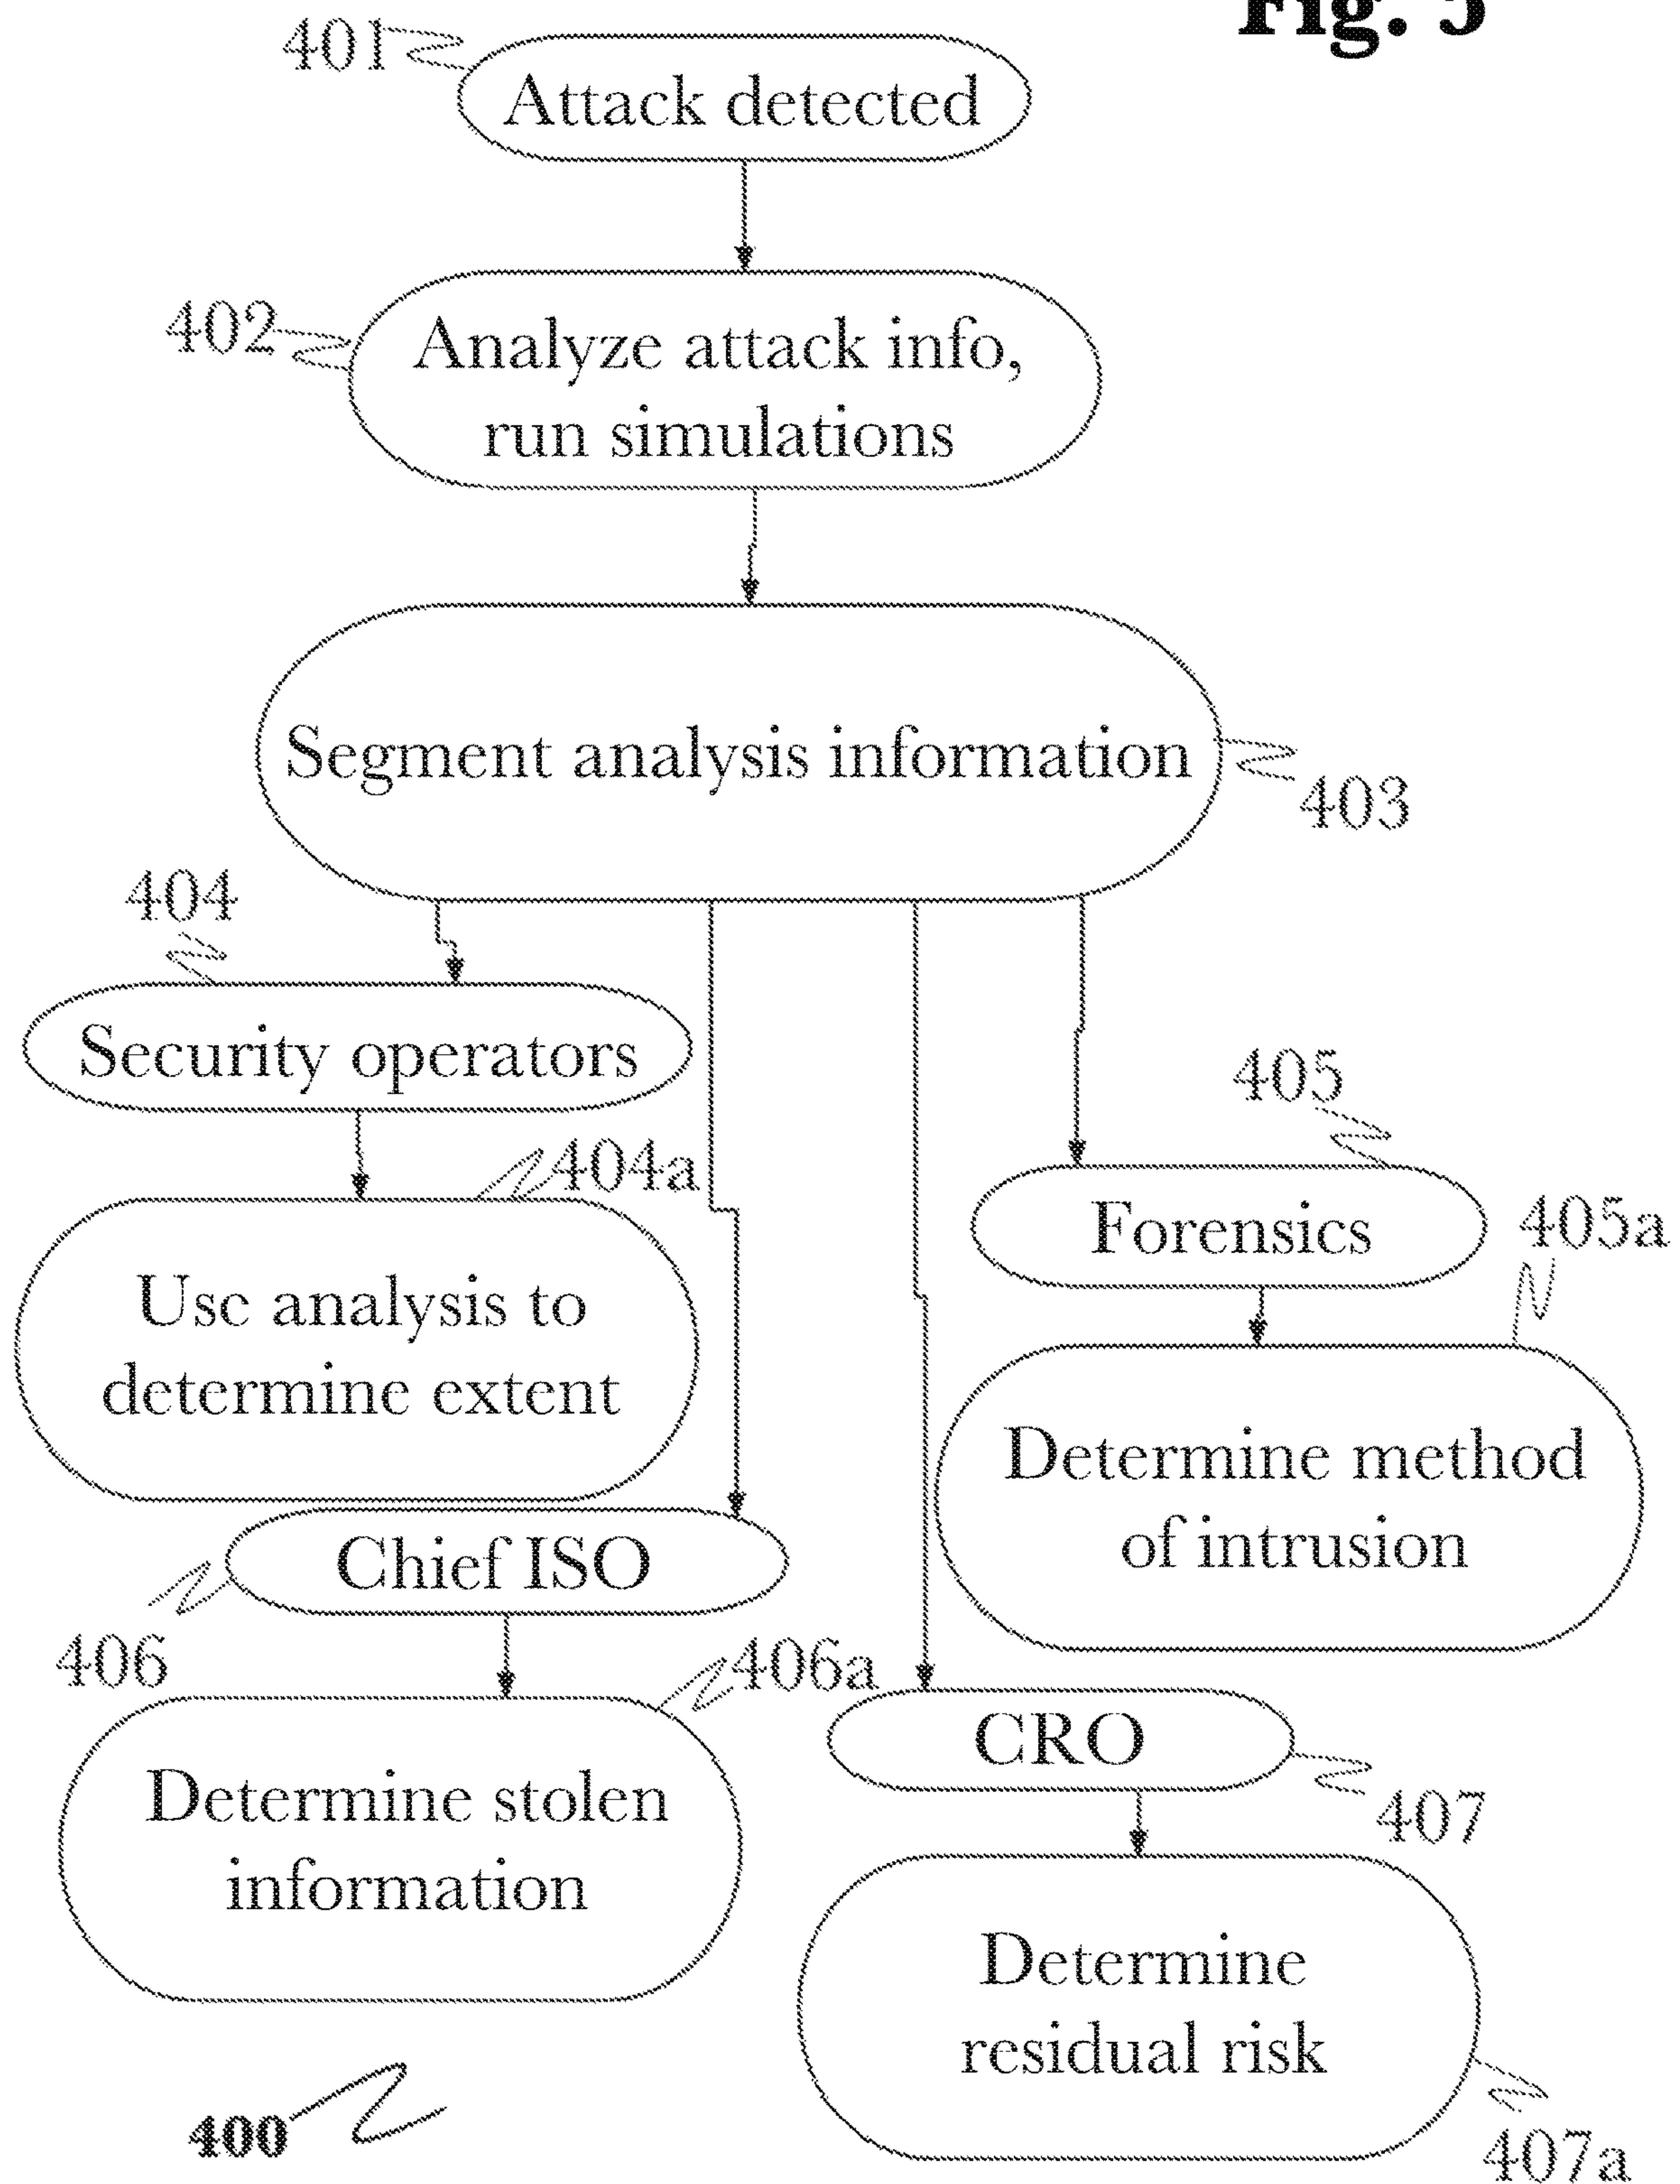 Fig. 5
401
Attack detected
402
Analyze attack info,
run simulations
Segment analysis information
403
404
Security operators
404a
Use analysis to
determine extent
405
Forensics
405a
Determine method
of intrusion
Chief ISO
406
406a
Determine stolen
information
CRO
407
Determine
residual risk
407a
400